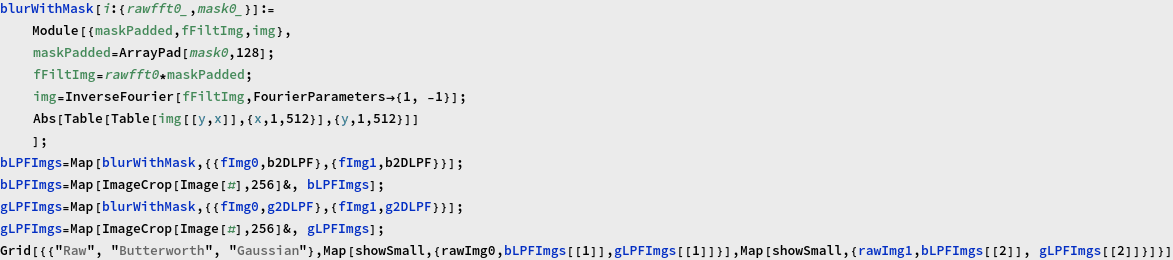 blurWithMask[i:{rawfft0_,mask0_}]:=
Module[{maskPadded,fFiltImg,img},
maskPadded=ArrayPad[mask0,128];
fFiltImg=rawfft0*maskPadded;
img=InverseFourier[fFiltImg,FourierParameters→{1, -1}];
Abs[Table[Table[img[[y,x]],{x,1,512}],{y,1,512}]]
];
bLPFImgs=Map[blurWithMask,{{fImg0,b2DLPF},{fImg1,b2DLPF}}];
bLPFImgs=Map[ImageCrop[Image[#],256]&, bLPFImgs];
gLPFImgs=Map[blurWithMask,{{fImg0,g2DLPF},{fImg1,g2DLPF}}];
gLPFImgs=Map[ImageCrop[Image[#],256]&, gLPFImgs];
Grid[{{"Raw", "Butterworth", "Gaussian"},Map[showSmall,{rawImg0,bLPFImgs[[1]],gLPFImgs[[1]]}],Map[showSmall,{rawImg1,bLPFImgs[[2]], gLPFImgs[[2]]}]}]